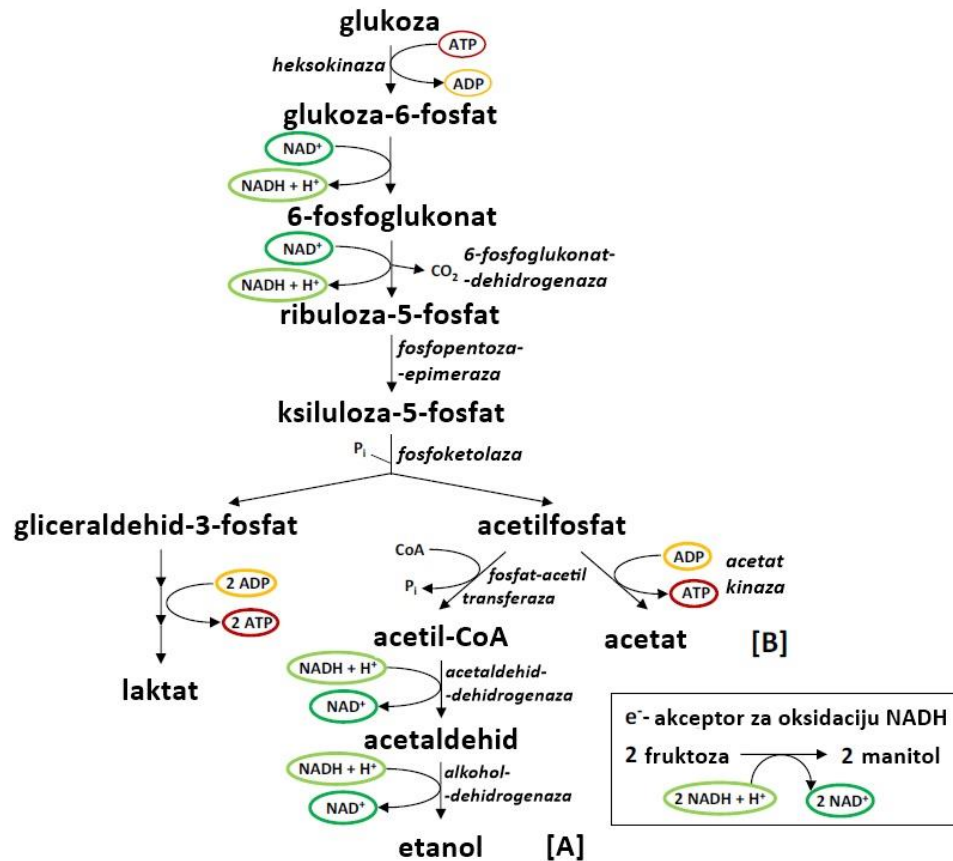 glukoza
ATP
heksokinaza
ADP
glukoza-6-fosfat
NAD⁺
NADH + H⁺
6-fosfoglukonat
NAD⁺
6-fosfoglukonat-
CO₂
-dehidrogenaza
NADH + H⁺
ribuloza-5-fosfat
fosfopentoza-
-epimeraza
ksiluloza-5-fosfat
Pᵢ
fosfoketolaza
gliceraldehid-3-fosfat
acetilfosfat
2 ADP
2 ATP
laktat
CoA
Pᵢ
fosfat-acetil
transferaza
ADP
ATP
acetat
kinaza
acetil-CoA
acetat
[B]
NADH + H⁺
NAD⁺
acetaldehid-
-dehidrogenaza
acetaldehid
NADH + H⁺
NAD⁺
alkohol-
-dehidrogenaza
etanol
[A]
e⁻- akceptor za oksidaciju NADH
2 fruktoza
2 manitol
2 NADH + H⁺
2 NAD⁺